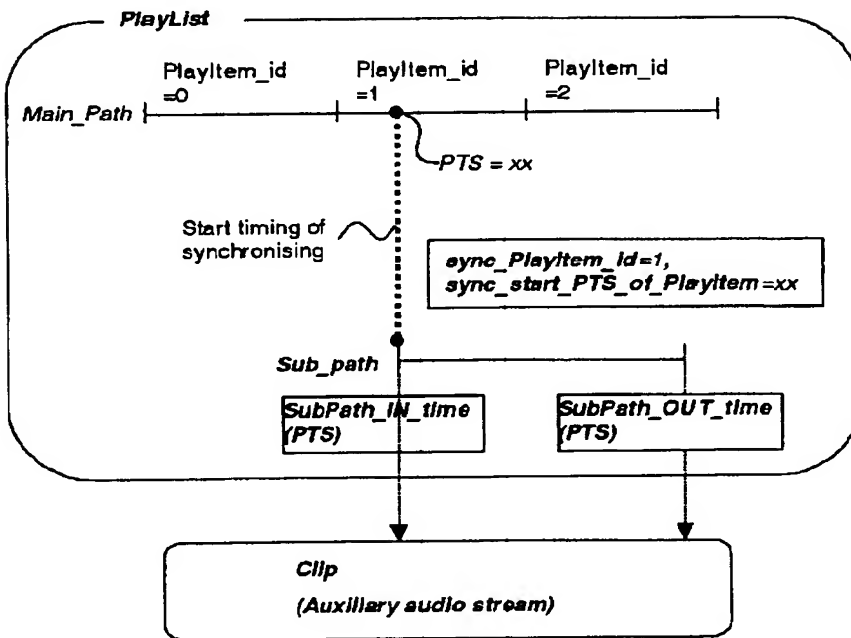 PlayList
PlayItem_id
=0
PlayItem_id
=1
PlayItem_id
=2
Main_Path
PTS = xx
Start timing of
synchronising
sync_PlayItem_id=1,
sync_start_PTS_of_PlayItem=xx
Sub_path
SubPath_IN_time
(PTS)
SubPath_OUT_time
(PTS)
Clip
(Auxiliary audio stream)